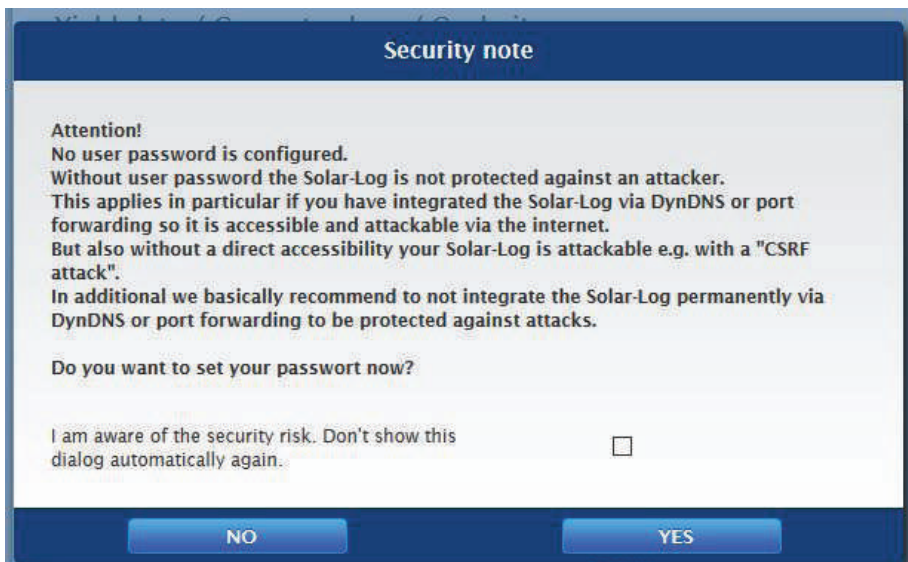 Security note
Attention!
No user password is configured.
Without user password the Solar-Log is not protected against an attacker.
This applies in particular if you have integrated the Solar-Log via DynDNS or port
forwarding so it is accessible and attackable via the internet.
But also without a direct accessibility your Solar-Log is attackable e.g. with a "CSRF
attack".
In additional we basically recommend to not integrate the Solar-Log permanently via
DynDNS or port forwarding to be protected against attacks.
Do you want to set your passwort now?
I am aware of the security risk. Don't show this
dialog automatically again.
NO
YES